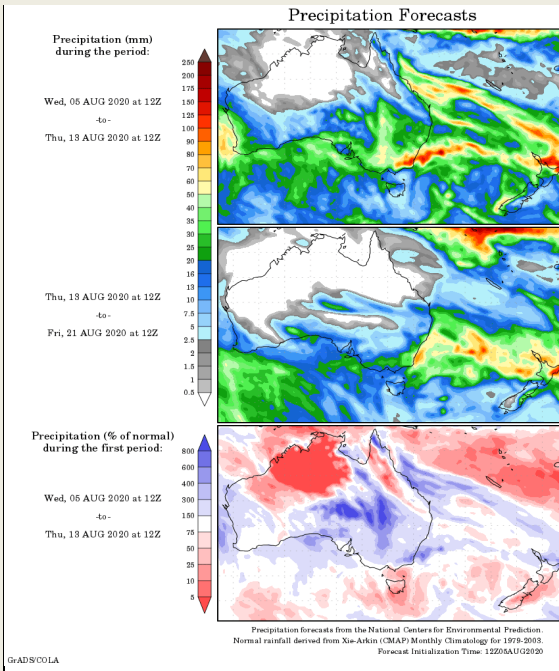 Precipitation Forecasts
Precipitation (mm)
during the period:
Wed, 05 AUG 2020 at 12Z
-to-
Thu, 13 AUG 2020 at 12Z
250
200
175
150
125
100
90
80
70
60
50
40
35
30
25
20
16
13
10
7.5
5
2.5
2
1.5
1
0.5
Thu, 13 AUG 2020 at 12Z
-to-
Fri, 21 AUG 2020 at 12Z
Precipitation (% of normal)
during the first period:
Wed, 05 AUG 2020 at 12Z
-to-
Thu, 13 AUG 2020 at 12Z
800
600
400
300
150
75
50
25
10
5
Precipitation forecasts from the National Centers for Environmental Prediction.
Normal rainfall derived from Xie-Arkin (CMAP) Monthly Climatology for 1979-2003.
Forecast Initialization Time: 12Z05AUG2020
GrADS/COLA